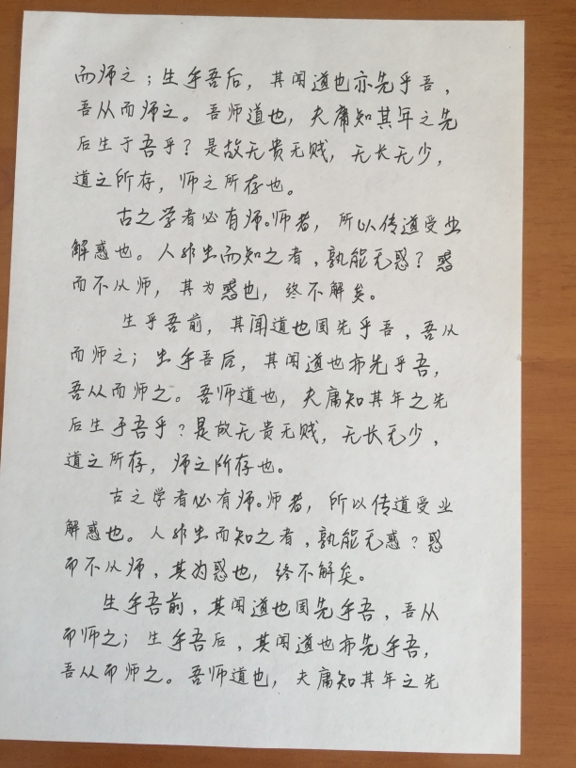 而师之；生乎吾后，其闻道也亦先乎吾，
吾从而师之。吾师道也，夫庸知其年之先
后生于吾乎？是故无贵无贱，无长无少，
道之所存，师之所存也。
古之学者必有师。师者，所以传道受业
解惑也。人非生而知之者，孰能无惑？惑
而不从师，其为惑也，终不解矣。
生乎吾前，其闻道也固先乎吾，吾从
而师之；生乎吾后，其闻道也亦先乎吾，
吾从而师之。吾师道也，夫庸知其年之先
后生于吾乎？是故无贵无贱，无长无少，
道之所存，师之所存也。
古之学者必有师。师者，所以传道受业
解惑也。人非生而知之者，孰能无惑？惑
而不从师，其为惑也，终不解矣。
生乎吾前，其闻道也固先乎吾，吾从
而师之；生乎吾后，其闻道也亦先乎吾，
吾从而师之。吾师道也，夫庸知其年之先